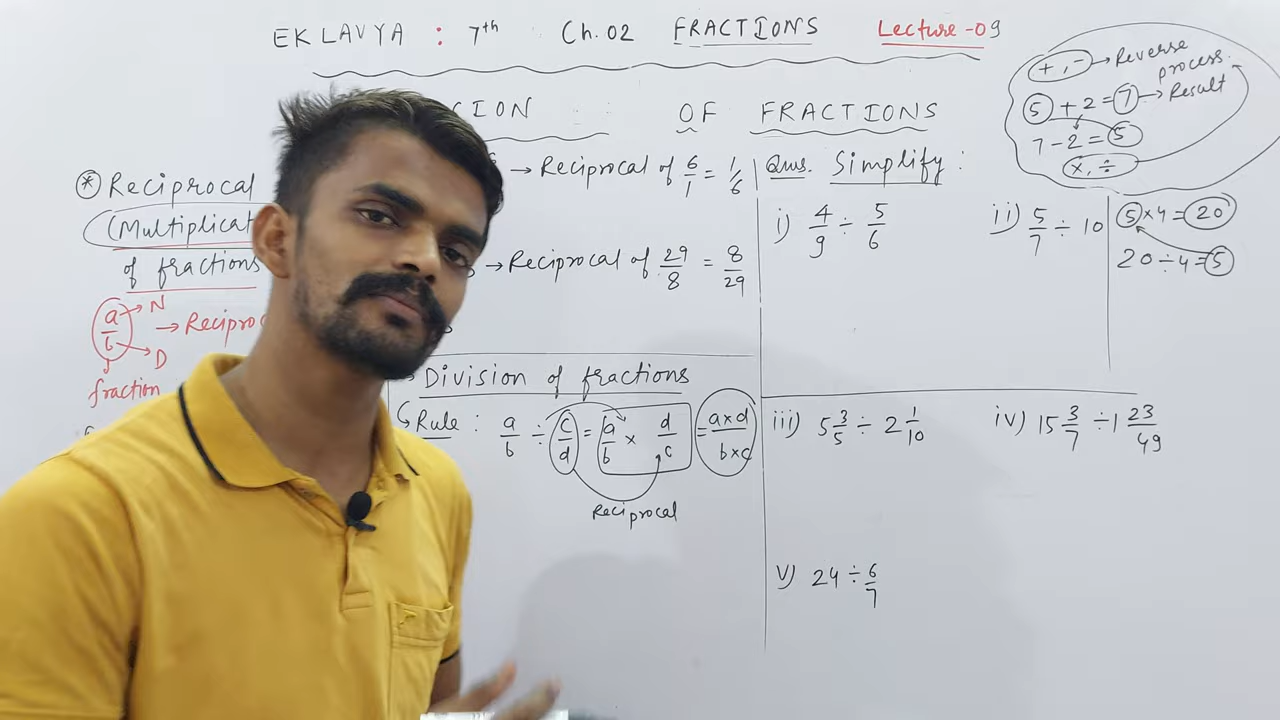 EKLAVYA : 7th Ch. 02 FRACTIONS Lecture -09
OF FRACTIONS
* Reciprocal
(Multiplicat
of fractions
a/b → N
→ D
→ Reciproc
fraction
→ Reciprocal of 6/1 = 1/6
→ Reciprocal of 29/8 = 8/29
Division of fractions
Rule : a/b ÷ c/d = a/b × d/c = a×d/b×c
Reciprocal
Ques. Simplify :
i) 4/9 ÷ 5/6
ii) 5/7 ÷ 10
iii) 5 3/5 ÷ 2 1/10
iv) 15 3/7 ÷ 1 23/49
v) 24 ÷ 6/7
+ , - → Reverse process.
5 + 2 = 7 → Result
7 - 2 = 5
×, ÷
5 × 4 = 20
20 ÷ 4 = 5